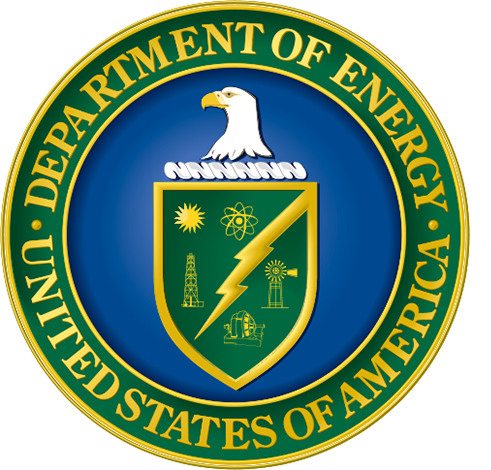 DEPARTMENT OF ENERGY
UNITED STATES OF AMERICA